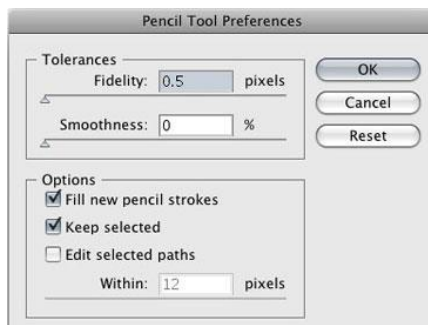 Pencil Tool Preferences
Tolerances
Fidelity: 0.5 pixels
Smoothness: 0 %
OK
Cancel
Reset
Options
Fill new pencil strokes
Keep selected
Edit selected paths
Within: 12 pixels